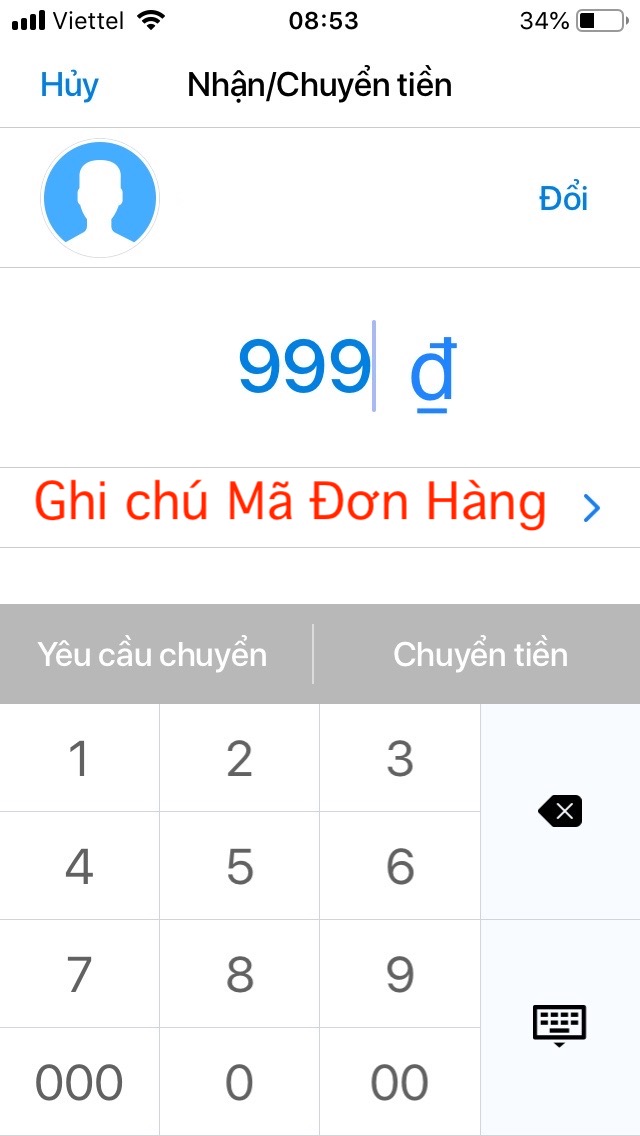 Viettel 08:53 34%
Hủy Nhận/Chuyển tiền
Đổi
999 ₫
Ghi chú Mã Đơn Hàng
Yêu cầu chuyển Chuyển tiền
1 2 3
4 5 6
7 8 9
000 0 00